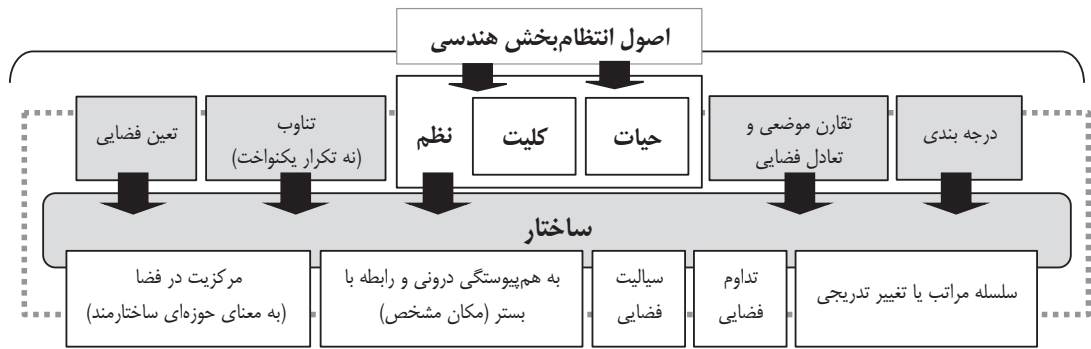 اصول انتظام‌بخش هندسی
درجه بندی
تقارن موضعی و
تعادل فضایی
حیات
کلیت
نظم
تناوب
(نه تکرار یکنواخت)
تعین فضایی
ساختار
سلسله مراتب یا تغییر تدریجی
تداوم
فضایی
سیالیت
فضایی
به هم‌پیوستگی درونی و رابطه با
بستر (مکان مشخص)
مرکزیت در فضا
(به معنای حوزه‌ای ساختارمند)